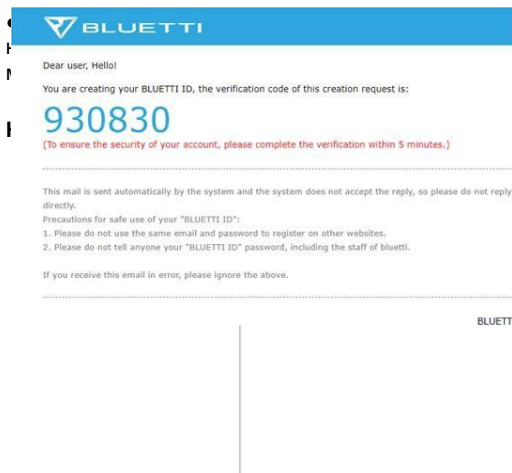 BLUETTI
Dear user, Hello!
You are creating your BLUETTI ID, the verification code of this creation request is:
930830
(To ensure the security of your account, please complete the verification within 5 minutes.)
This mail is sent automatically by the system and the system does not accept the reply, so please do not reply
directly.
Precautions for safe use of your "BLUETTI ID":
1. Please do not use the same email and password to register on other websites.
2. Please do not tell anyone your "BLUETTI ID" password, including the staff of bluetti.
If you receive this email in error, please ignore the above.
BLUETT